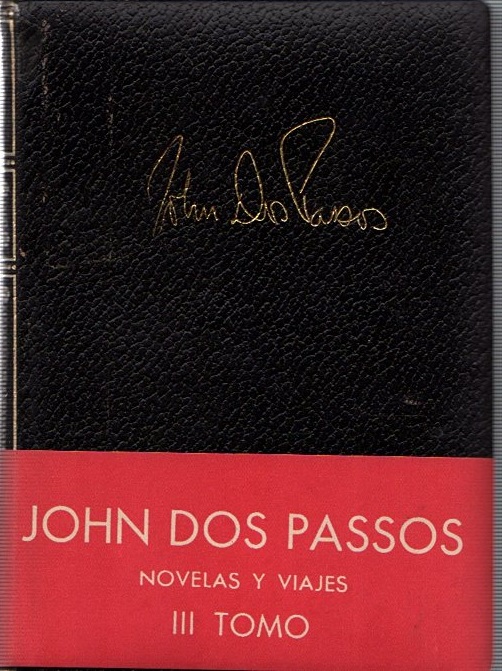 John Dos Passos
JOHN DOS PASSOS
NOVELAS Y VIAJES
III TOMO